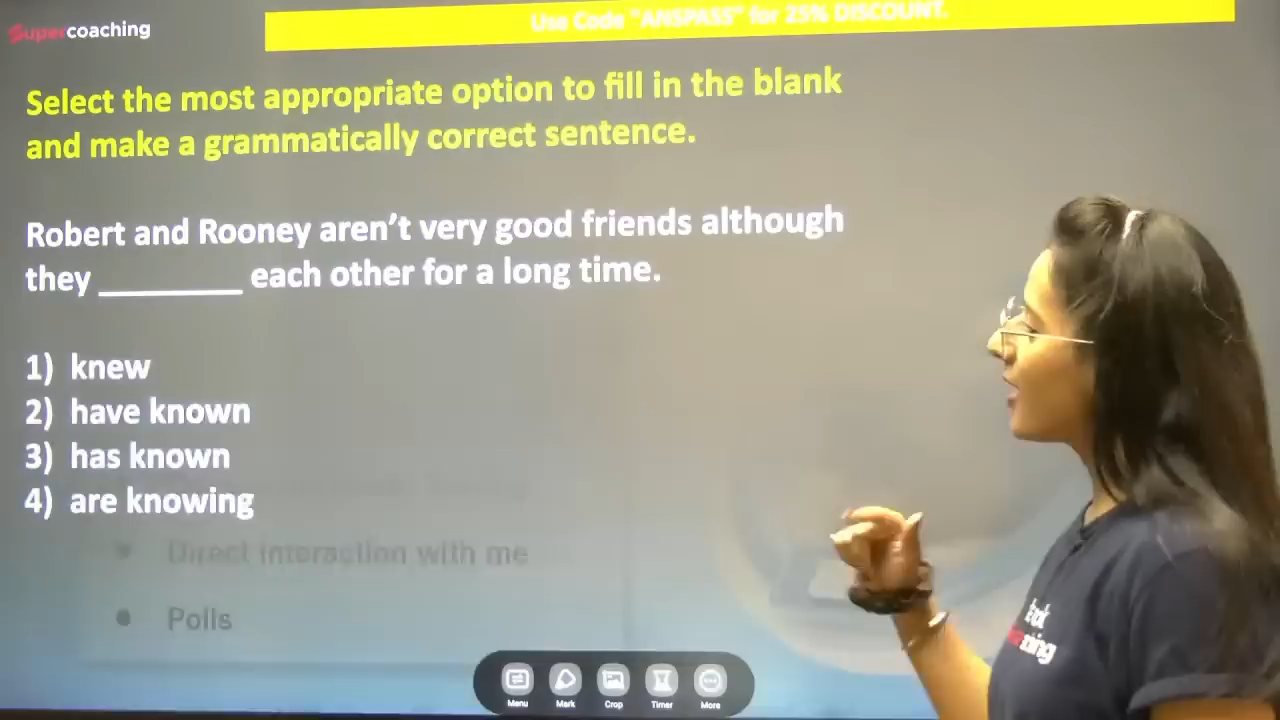 Supercoaching
Use Code "ANSPASS" for 25% DISCOUNT.
Select the most appropriate option to fill in the blank
and make a grammatically correct sentence.
Robert and Rooney aren't very good friends although
they ________ each other for a long time.
1) knew
2) have known
3) has known
4) are knowing
Direct interaction with me
Polls
Menu Mark Crop Timer More